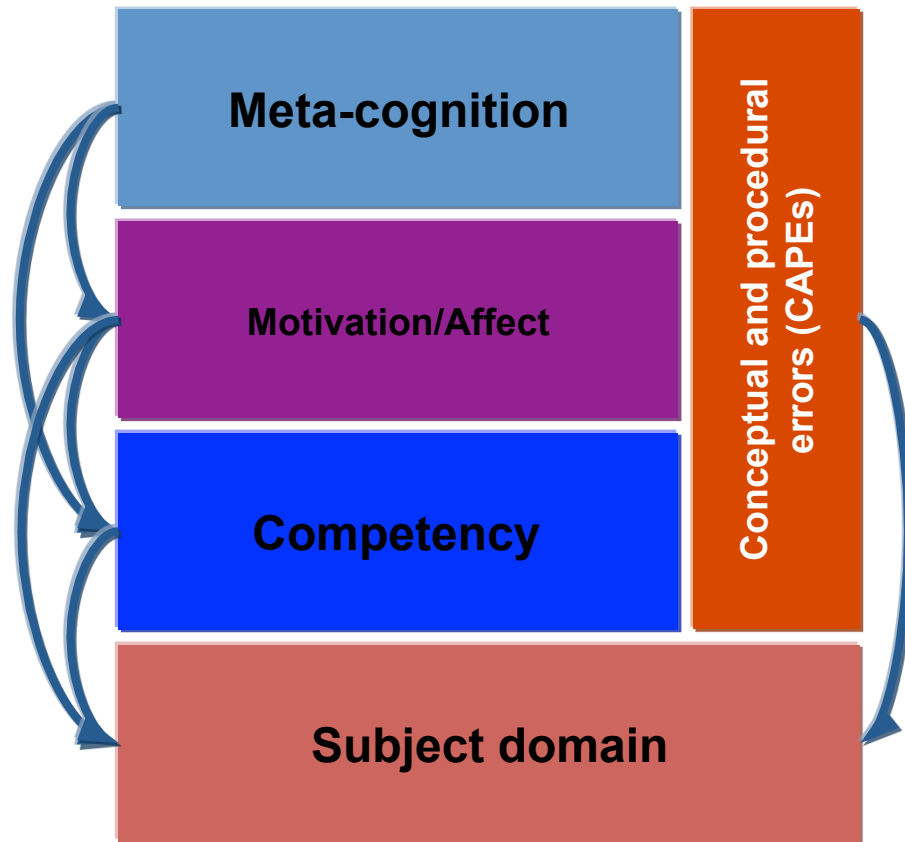 Meta-cognition
Motivation/Affect
Competency
Subject domain
Conceptual and procedural
errors (CAPEs)